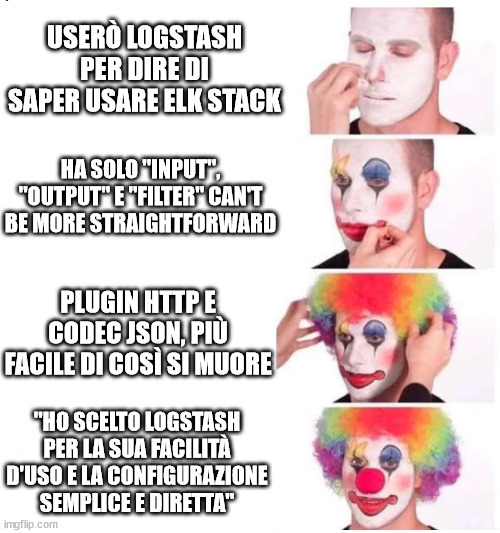 USERÒ LOGSTASH
PER DIRE DI
SAPER USARE ELK STACK
HA SOLO "INPUT",
"OUTPUT" E "FILTER" CAN'T
BE MORE STRAIGHTFORWARD
PLUGIN HTTP E
CODEC JSON, PIÙ
FACILE DI COSÌ SI MUORE
"HO SCELTO LOGSTASH
PER LA SUA FACILITÀ
D'USO E LA CONFIGURAZIONE
SEMPLICE E DIRETTA"
imgflip.com